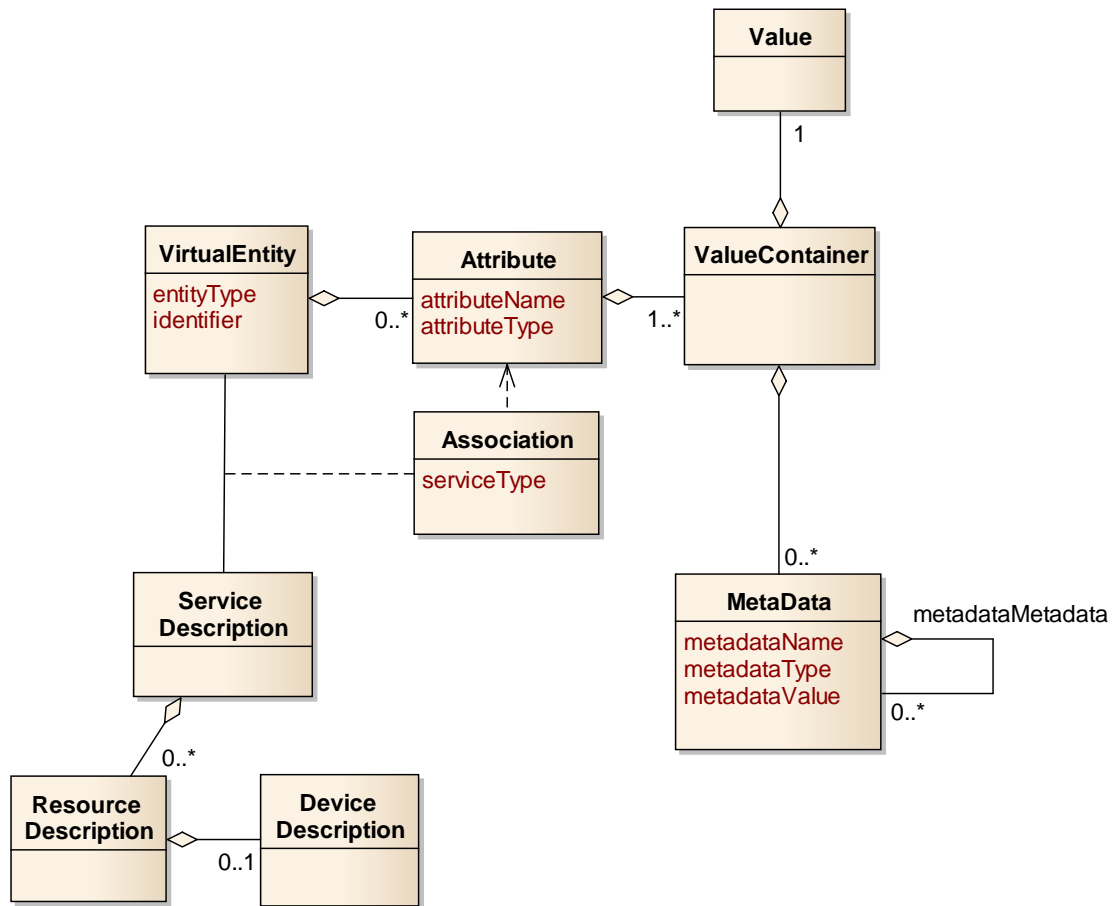 Value
1
VirtualEntity
entityType
identifier
0..*
Attribute
attributeName
attributeType
1..*
ValueContainer
Association
serviceType
0..*
Service
Description
MetaData
metadataName
metadataType
metadataValue
metadataMetadata
0..*
0..*
Resource
Description
0..1
Device
Description